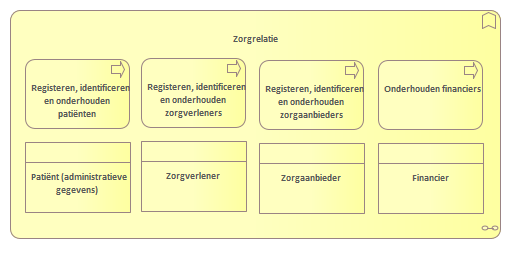 Zorgrelatie
Registeren, identificeren
en onderhouden
patiënten
Registeren, identificeren
en onderhouden
zorgverleners
Registeren, identificeren
en onderhouden
zorgaanbieders
Onderhouden financiers
Patiënt (administratieve
gegevens)
Zorgverlener
Zorgaanbieder
Financier